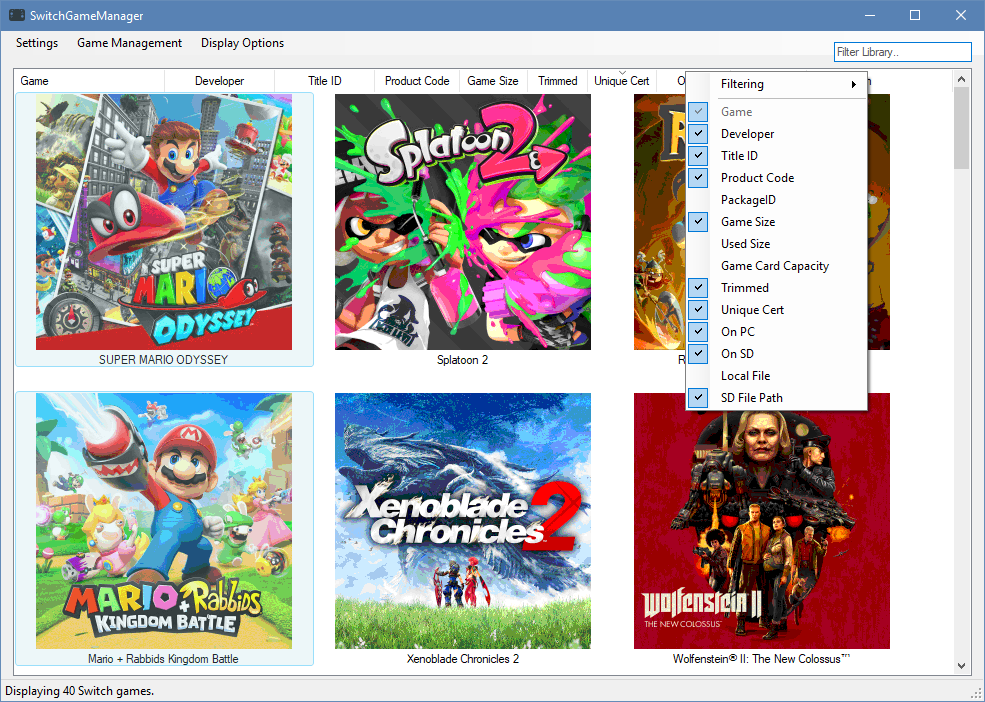 SwitchGameManager
Settings Game Management Display Options
Filter Library..
Game Developer Title ID Product Code Game Size Trimmed Unique Cert
Filtering
Game
Developer
Title ID
Product Code
PackageID
Game Size
Used Size
Game Card Capacity
Trimmed
Unique Cert
On PC
On SD
Local File
SD File Path
SUPER
MARIO
ODYSSEY
Splatoon 2
SUPER MARIO ODYSSEY
Splatoon 2
MARIO + Rabbids
KINGDOM BATTLE
Xenoblade
Chronicles 2
Wolfenstein II
THE NEW COLOSSUS™
Mario + Rabbids Kingdom Battle
Xenoblade Chronicles 2
Wolfenstein® II: The New Colossus™
Displaying 40 Switch games.